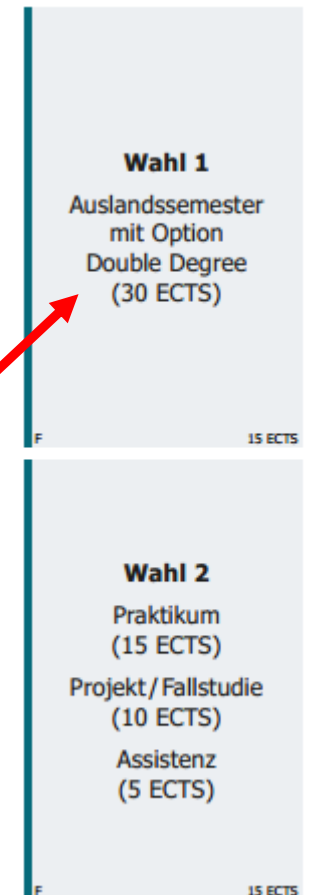 Wahl 1
Auslandssemester
mit Option
Double Degree
(30 ECTS)
F 15 ECTS
Wahl 2
Praktikum
(15 ECTS)
Projekt/Fallstudie
(10 ECTS)
Assistenz
(5 ECTS)
F 15 ECTS